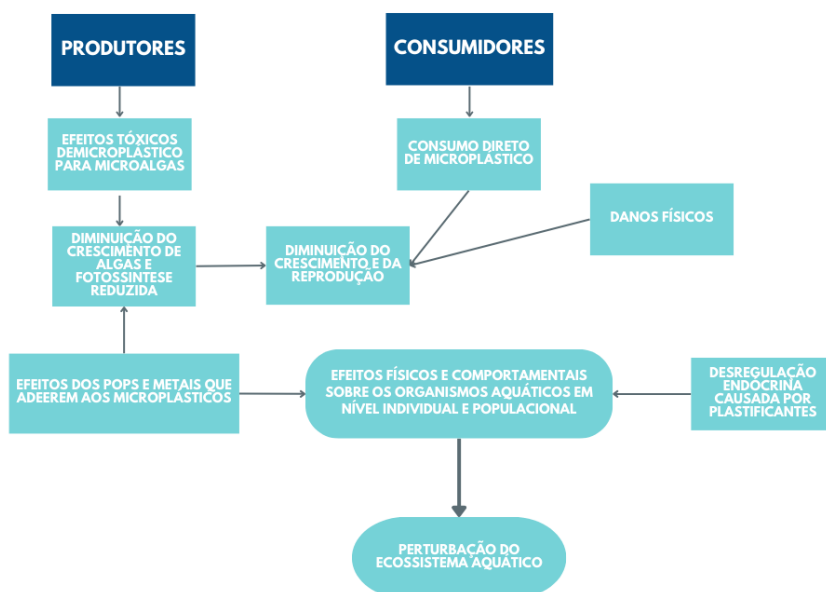 PRODUTORES
CONSUMIDORES
EFEITOS TÓXICOS
DEMICROPLÁSTICO
PARA MICROALGAS
CONSUMO DIRETO
DE MICROPLÁSTICO
DANOS FÍSICOS
DIMINUIÇÃO DO
CRESCIMENTO DE
ALGAS E
FOTOSSÍNTESE
REDUZIDA
DIMINUIÇÃO DO
CRESCIMENTO E DA
REPRODUÇÃO
EFEITOS DOS POPS E METAIS QUE
ADEEREM AOS MICROPLÁSTICOS
EFEITOS FÍSICOS E COMPORTAMENTAIS
SOBRE OS ORGANISMOS AQUÁTICOS EM
NÍVEL INDIVIDUAL E POPULACIONAL
DESREGULAÇÃO
ENDÓCRINA
CAUSADA POR
PLASTIFICANTES
PERTURBAÇÃO DO
ECOSSISTEMA AQUÁTICO